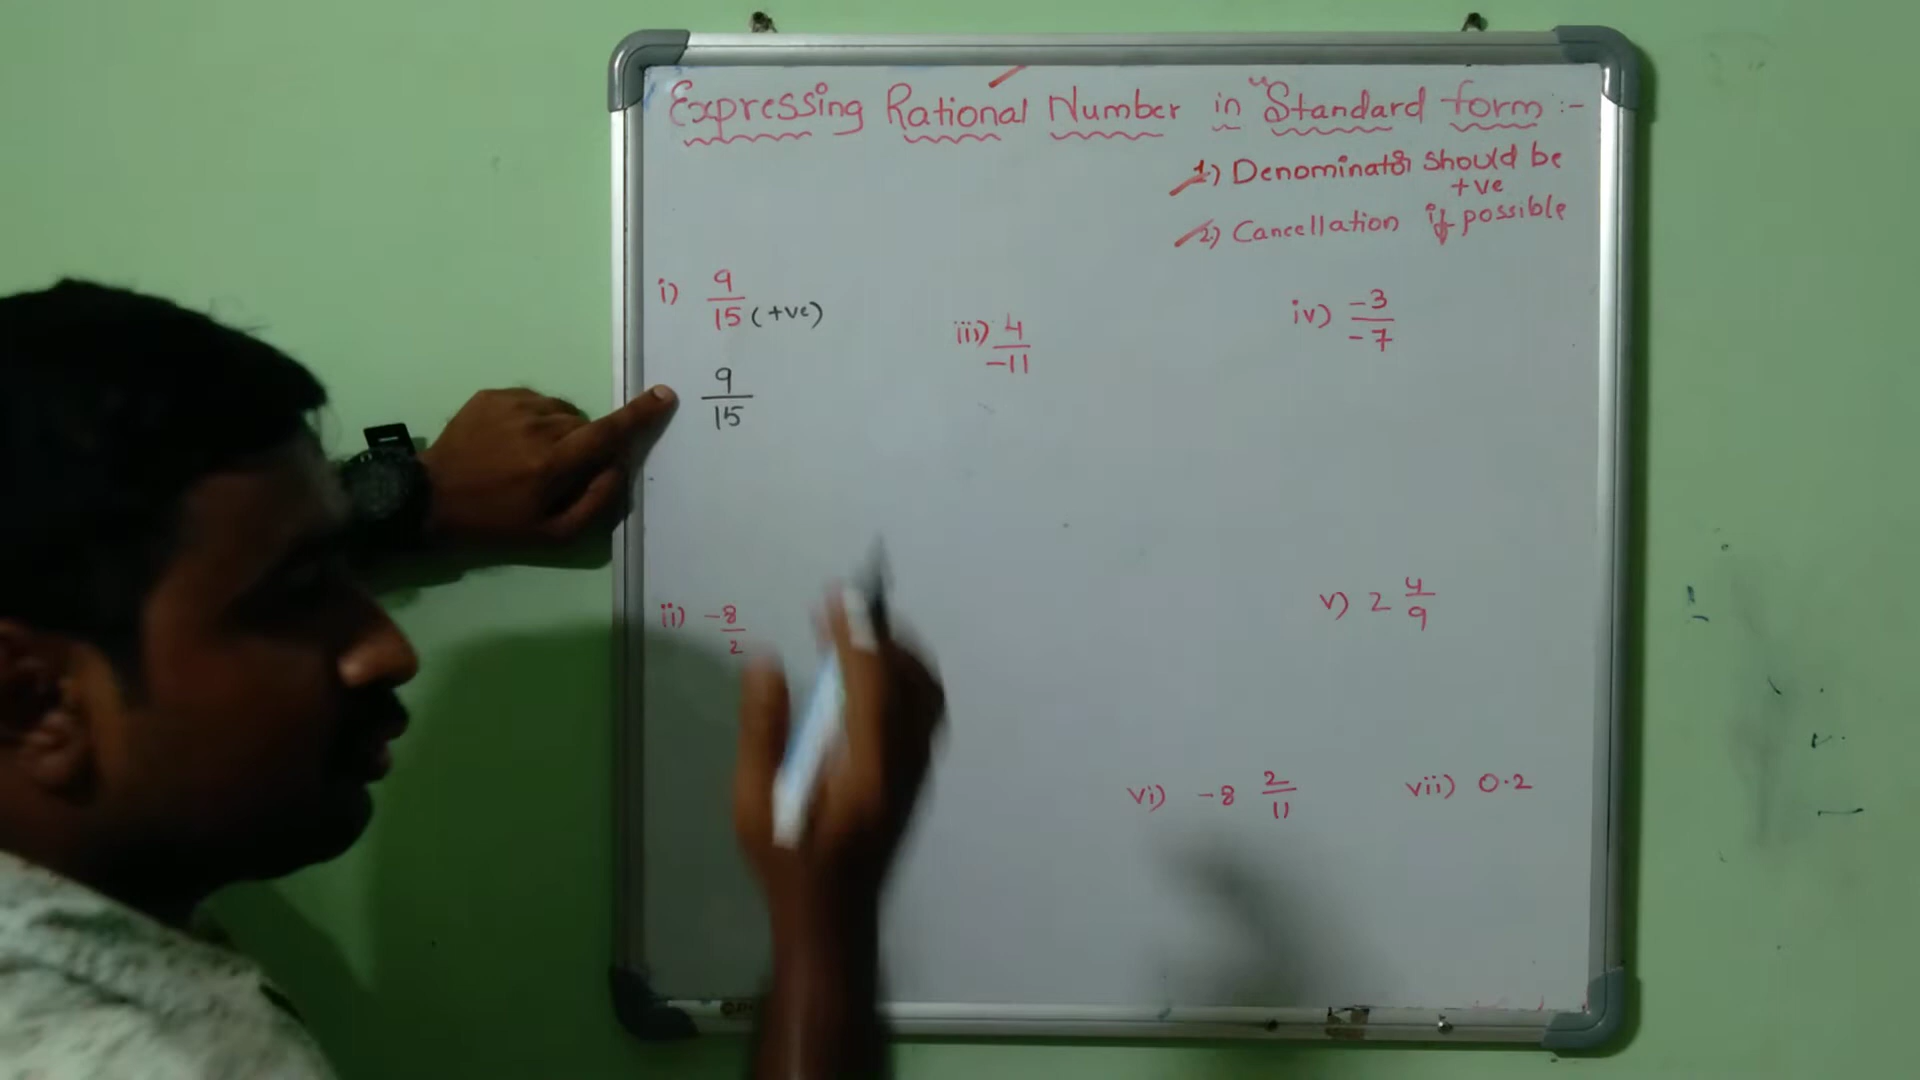 Expressing Rational Number in "Standard form :-
1.) Denominator should be
+ve
2.) Cancellation if possible
i) 9/15 (+ve)
9/15
iii) 4/-11
iv) -3/-7
ii) -8/2
v) 2 4/9
vi) -8 2/11
vii) 0.2